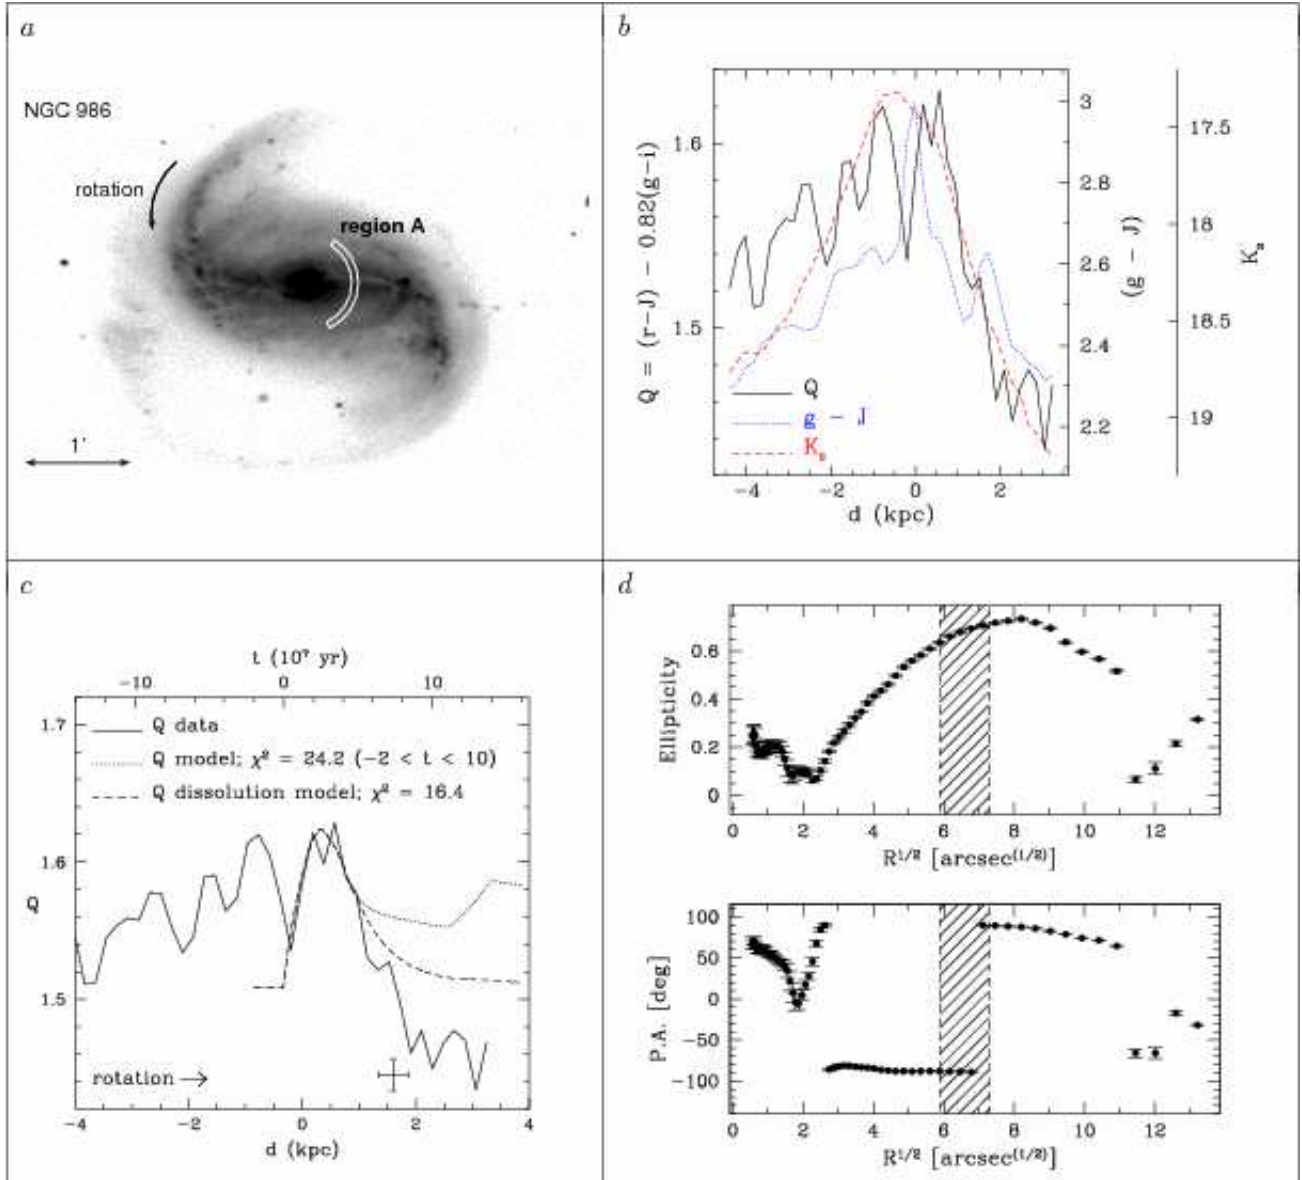 a
NGC 986
rotation
region A
1'
b
Q = (r-J) - 0.82(g-i)
1.6
1.5
3
2.8
2.6
2.4
2.2
(g - J)
17.5
18
18.5
19
K_s
Q
g - J
K_s
-4 -2 0 2
d (kpc)
c
t (10⁷ yr)
-10 0 10
1.7
1.6
1.5
Q
Q data
Q model; χ² = 24.2 (-2 < t < 10)
Q dissolution model; χ² = 16.4
rotation →
-4 -2 0 2 4
d (kpc)
d
Ellipticity
0.6
0.4
0.2
0
0 2 4 6 8 10 12
R^1/2 [arcsec^(1/2)]
P.A. [deg]
100
50
0
-50
-100
0 2 4 6 8 10 12
R^1/2 [arcsec^(1/2)]